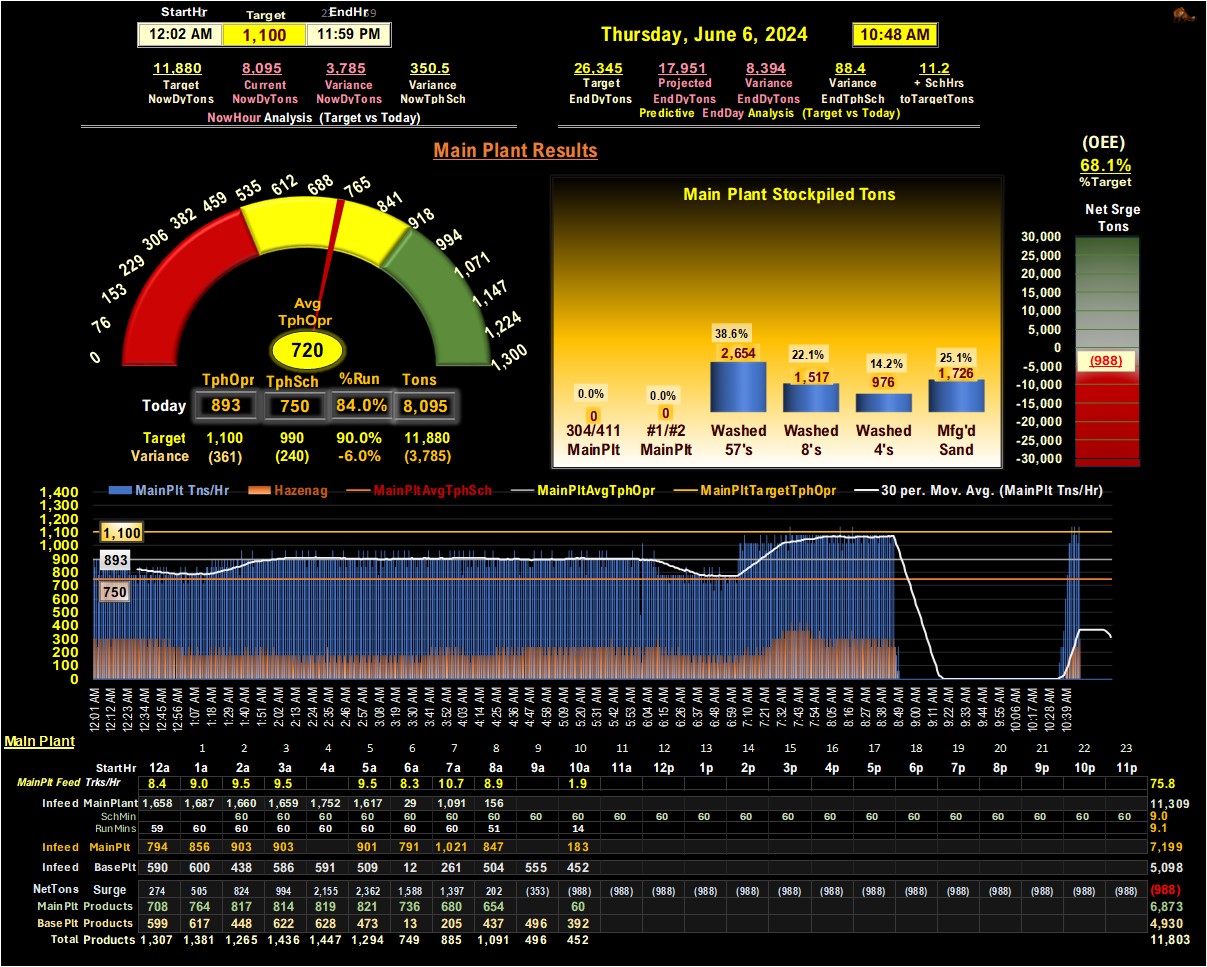 StartHr Target EndHr
12:02 AM 1,100 11:59 PM
Thursday, June 6, 2024 10:48 AM
11,880 8,095 3,785 350.5
Target Current Variance Variance
NowDyTons NowDyTons NowDyTons NowTphSch
NowHour Analysis (Target vs Today)
26,345 17,951 8,394 88.4 11.2
Target Projected Variance Variance + SchHrs
EndDyTons EndDyTons EndDyTons EndTphSch toTargetTons
Predictive EndDay Analysis (Target vs Today)
Main Plant Results
(OEE)
68.1%
%Target
0 76 153 229 306 382 459 535 612 688 765 841 918 994 1,071 1,147 1,224 1,300
Avg
TphOpr
720
TphOpr TphSch %Run Tons
Today 893 750 84.0% 8,095
Target 1,100 990 90.0% 11,880
Variance (361) (240) -6.0% (3,785)
Main Plant Stockpiled Tons
0.0% 0.0% 38.6% 22.1% 14.2% 25.1%
0 0 2,654 1,517 976 1,726
304/411 #1/#2 Washed Washed Washed Mfg'd
MainPlt MainPlt 57's 8's 4's Sand
Net Srge
Tons
30,000
25,000
20,000
15,000
10,000
5,000
0
-5,000
-10,000
-15,000
-20,000
-25,000
-30,000
(988)
MainPlt Tns/Hr Hazenag MainPltAvgTphSch MainPltAvgTphOpr MainPltTargetTphOpr 30 per. Mov. Avg. (MainPlt Tns/Hr)
1,400
1,300
1,200
1,100
1,000
900
800
700
600
500
400
300
200
100
0
1,100
893
750
12:01 AM 12:12 AM 12:23 AM 12:34 AM 12:45 AM 12:56 AM 1:07 AM 1:18 AM 1:29 AM 1:40 AM 1:51 AM 2:02 AM 2:13 AM 2:24 AM 2:35 AM 2:46 AM 2:57 AM 3:08 AM 3:19 AM 3:30 AM 3:41 AM 3:52 AM 4:03 AM 4:14 AM 4:25 AM 4:36 AM 4:47 AM 4:58 AM 5:09 AM 5:20 AM 5:31 AM 5:42 AM 5:53 AM 6:04 AM 6:15 AM 6:26 AM 6:37 AM 6:48 AM 6:59 AM 7:10 AM 7:21 AM 7:32 AM 7:43 AM 7:54 AM 8:05 AM 8:16 AM 8:27 AM 8:38 AM 8:49 AM 9:00 AM 9:11 AM 9:22 AM 9:33 AM 9:44 AM 9:55 AM 10:06 AM 10:17 AM 10:28 AM 10:39 AM
Main Plant
1 2 3 4 5 6 7 8 9 10 11 12 13 14 15 16 17 18 19 20 21 22 23
StartHr 12a 1a 2a 3a 4a 5a 6a 7a 8a 9a 10a 11a 12p 1p 2p 3p 4p 5p 6p 7p 8p 9p 10p 11p
MainPlt Feed Trks/Hr 8.4 9.0 9.5 9.5 9.5 8.3 10.7 8.9 1.9 75.8
Infeed MainPlant 1,658 1,687 1,660 1,659 1,752 1,617 29 1,091 156 11,309
SchMin 60 60 60 60 60 60 60 60 60 60 60 60 60 60 60 60 60 60 60 60 60 60 9.0
RunMins 59 60 60 60 60 60 60 60 51 14 9.1
Infeed MainPlt 794 856 903 903 901 791 1,021 847 183 7,199
Infeed BasePlt 590 600 438 586 591 509 12 261 504 555 452 5,098
NetTons Surge 274 505 824 994 2,155 2,362 1,588 1,397 202 (353) (988) (988) (988) (988) (988) (988) (988) (988) (988) (988) (988) (988) (988) (988) (988)
MainPlt Products 708 764 817 814 819 821 736 680 654 60 6,873
BasePlt Products 599 617 448 622 628 473 13 205 437 496 392 4,930
Total Products 1,307 1,381 1,265 1,436 1,447 1,294 749 885 1,091 496 452 11,803